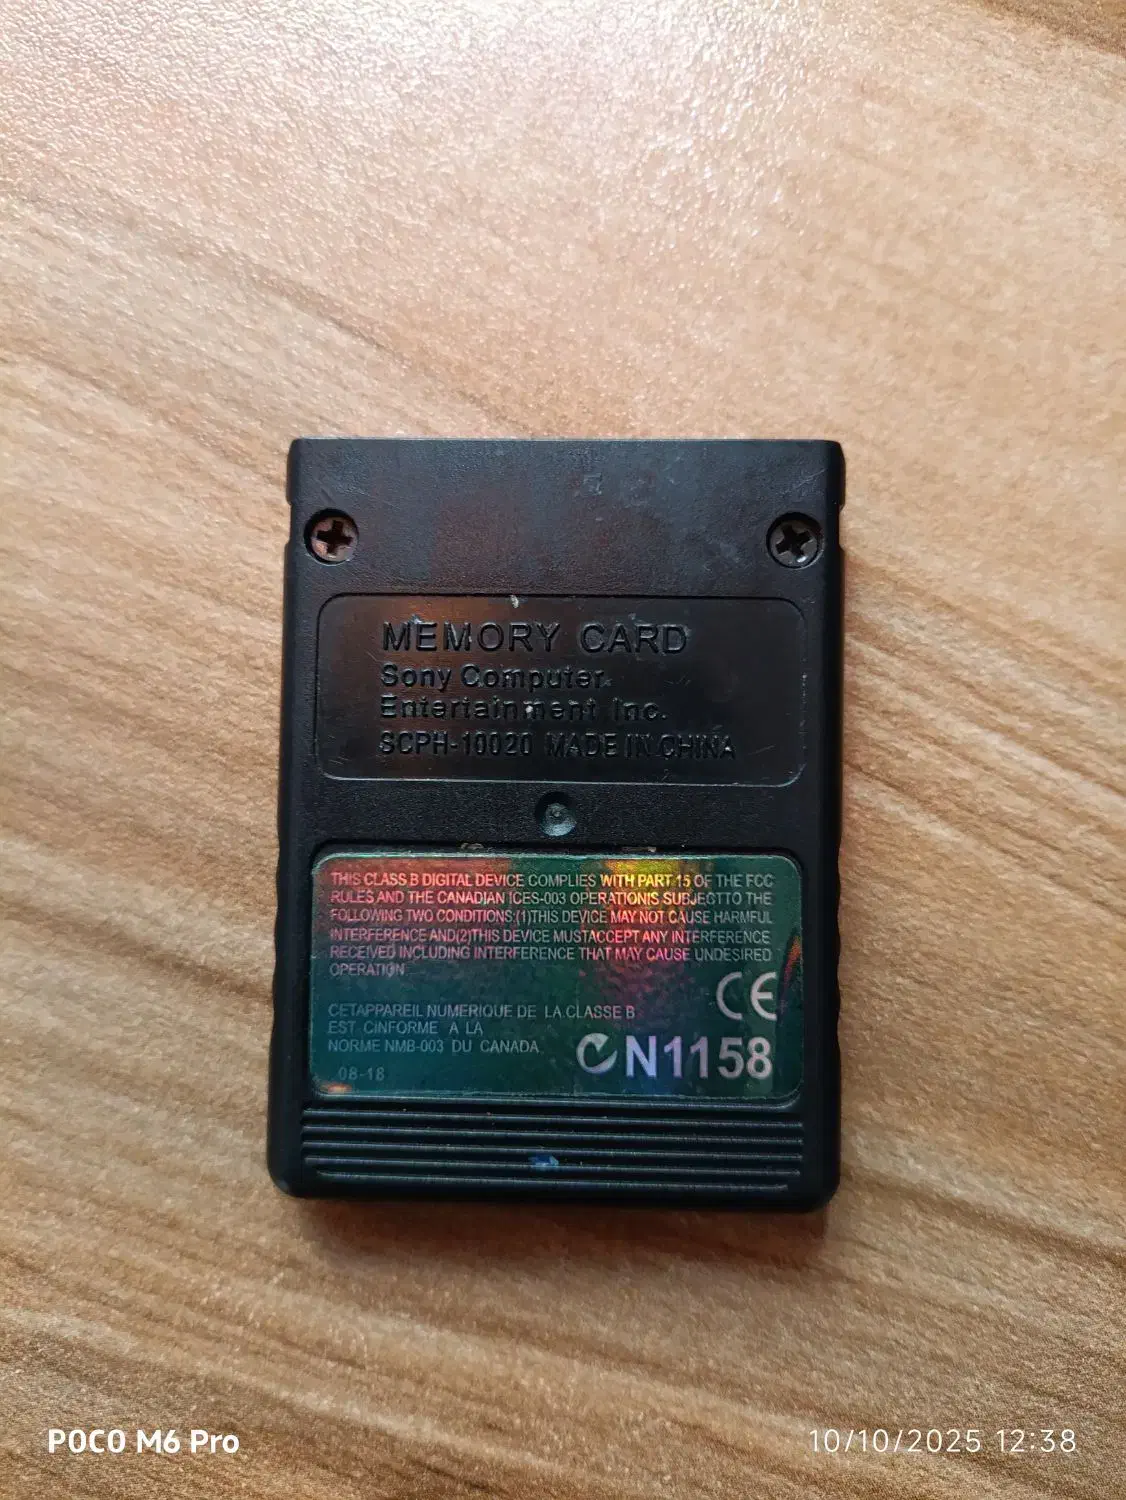 MEMORY CARD
Sony Computer
Entertainment Inc.
SCPH-10020 MADE IN CHINA
THIS CLASS B DIGITAL DEVICE COMPLIES WITH PART 15 OF THE FCC
RULES AND THE CANADIAN ICES-003 OPERATIONIS SUBJECTTO THE
FOLLOWING TWO CONDITIONS:(1)THIS DEVICE MAY NOT CAUSE HARMFUL
INTERFERENCE AND(2)THIS DEVICE MUSTACCEPT ANY INTERFERENCE
RECEIVED INCLUDING INTERFERENCE THAT MAY CAUSE UNDESIRED
OPERATION
CE
CETAPPAREIL NUMERIQUE DE LA.CLASSE B
EST CINFORME A LA
NORME NMB-003 DU CANADA
N1158
08-18
POCO M6 Pro
10/10/2025 12:38